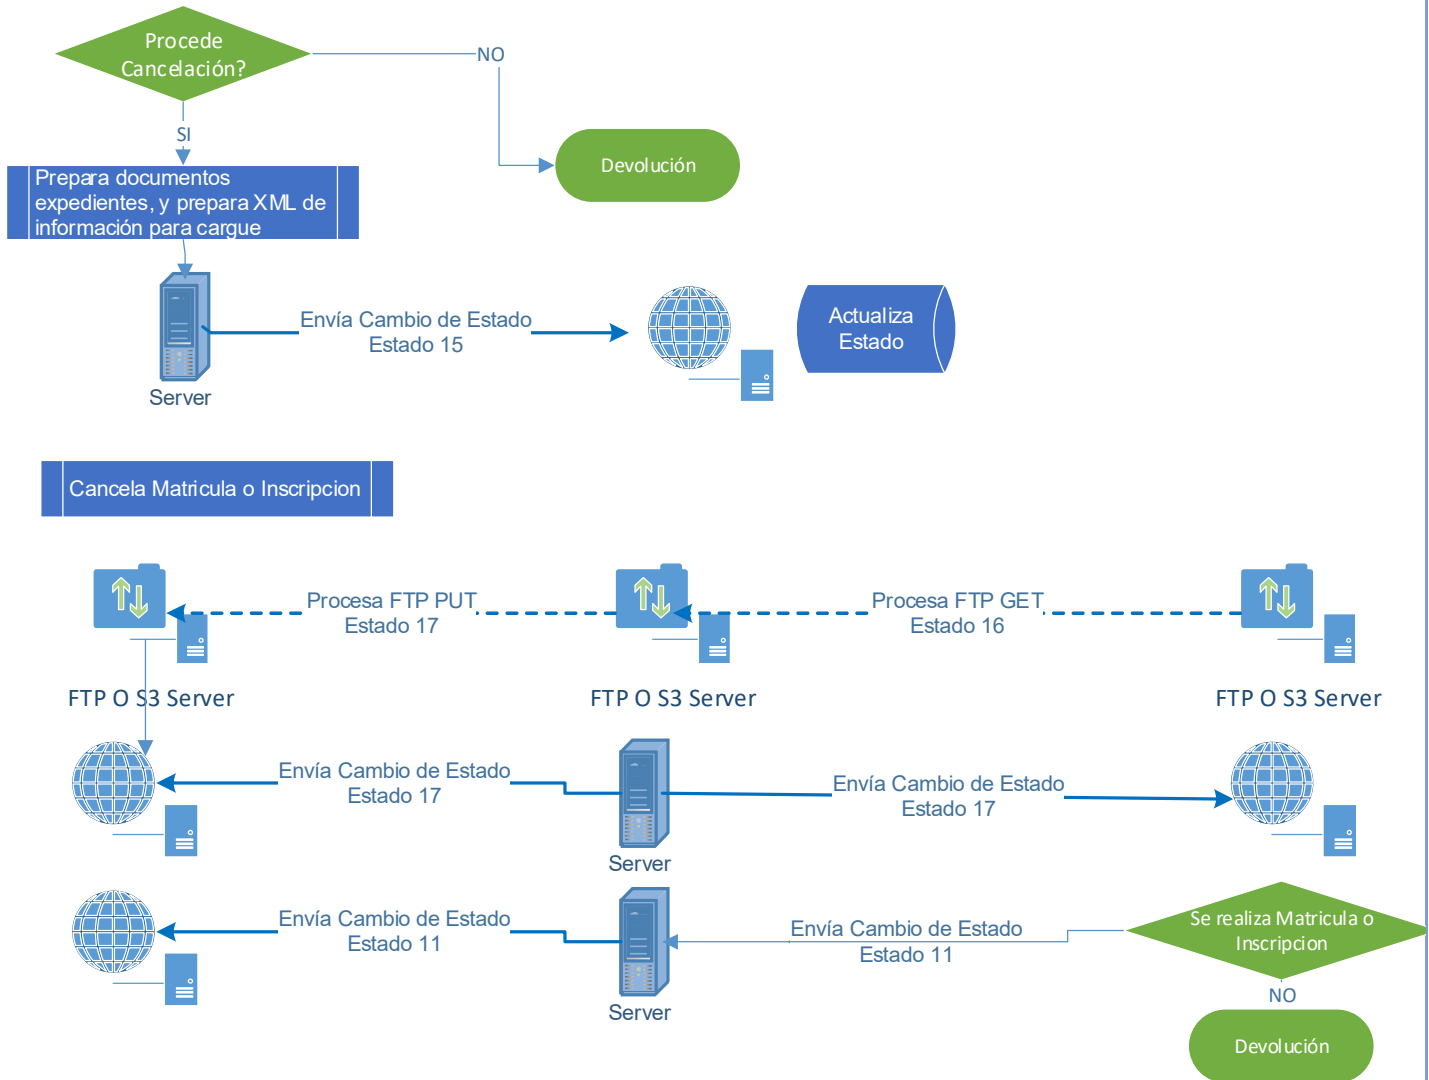 Procede
Cancelación?
NO
SI
Devolución
Prepara documentos
expedientes, y prepara XML de
información para cargue
Envía Cambio de Estado
Estado 15
Actualiza
Estado
Server
Cancela Matricula o Inscripcion
Procesa FTP PUT
Estado 17
Procesa FTP GET
Estado 16
FTP O S3 Server
FTP O S3 Server
FTP O S3 Server
Envía Cambio de Estado
Estado 17
Envía Cambio de Estado
Estado 17
Server
Envía Cambio de Estado
Estado 11
Envía Cambio de Estado
Estado 11
Se realiza Matricula o
Inscripcion
Server
NO
Devolución